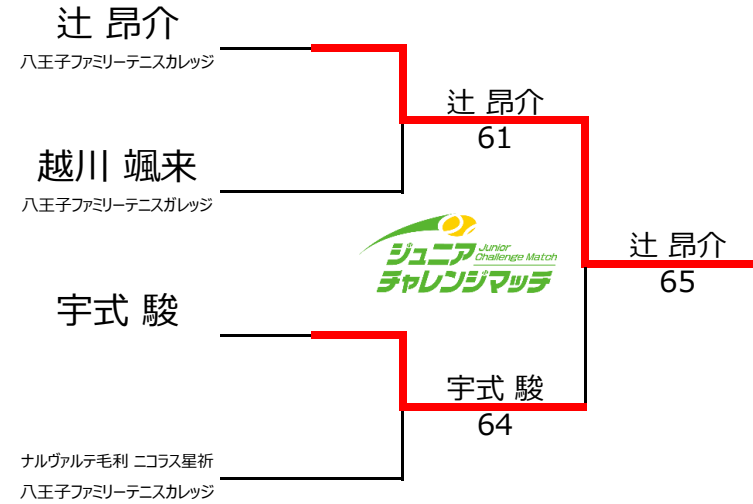 辻 昂介
八王子ファミリーテニスカレッジ
辻 昂介
61
越川 颯来
八王子ファミリーテニスガレッジ
ジュニア Junior
Challenge Match
チャレンジマッチ
辻 昂介
65
宇式 駿
宇式 駿
64
ナルヴァルテ毛利 ニコラス星祈
八王子ファミリーテニスカレッジ